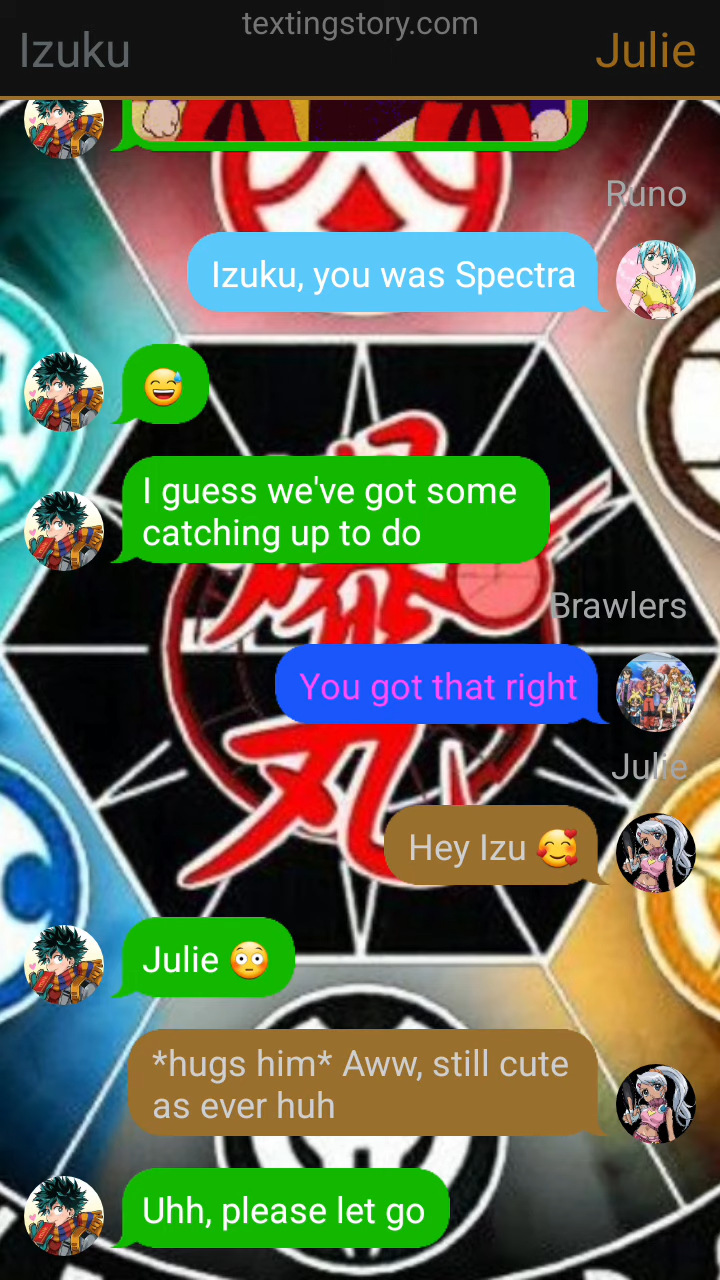 textingstory.com
Izuku
Julie
Runo
Izuku, you was Spectra
😅
I guess we've got some
catching up to do
Brawlers
You got that right
Julie
Hey Izu 🥰
Julie 😳
*hugs him* Aww, still cute
as ever huh
Uhh, please let go